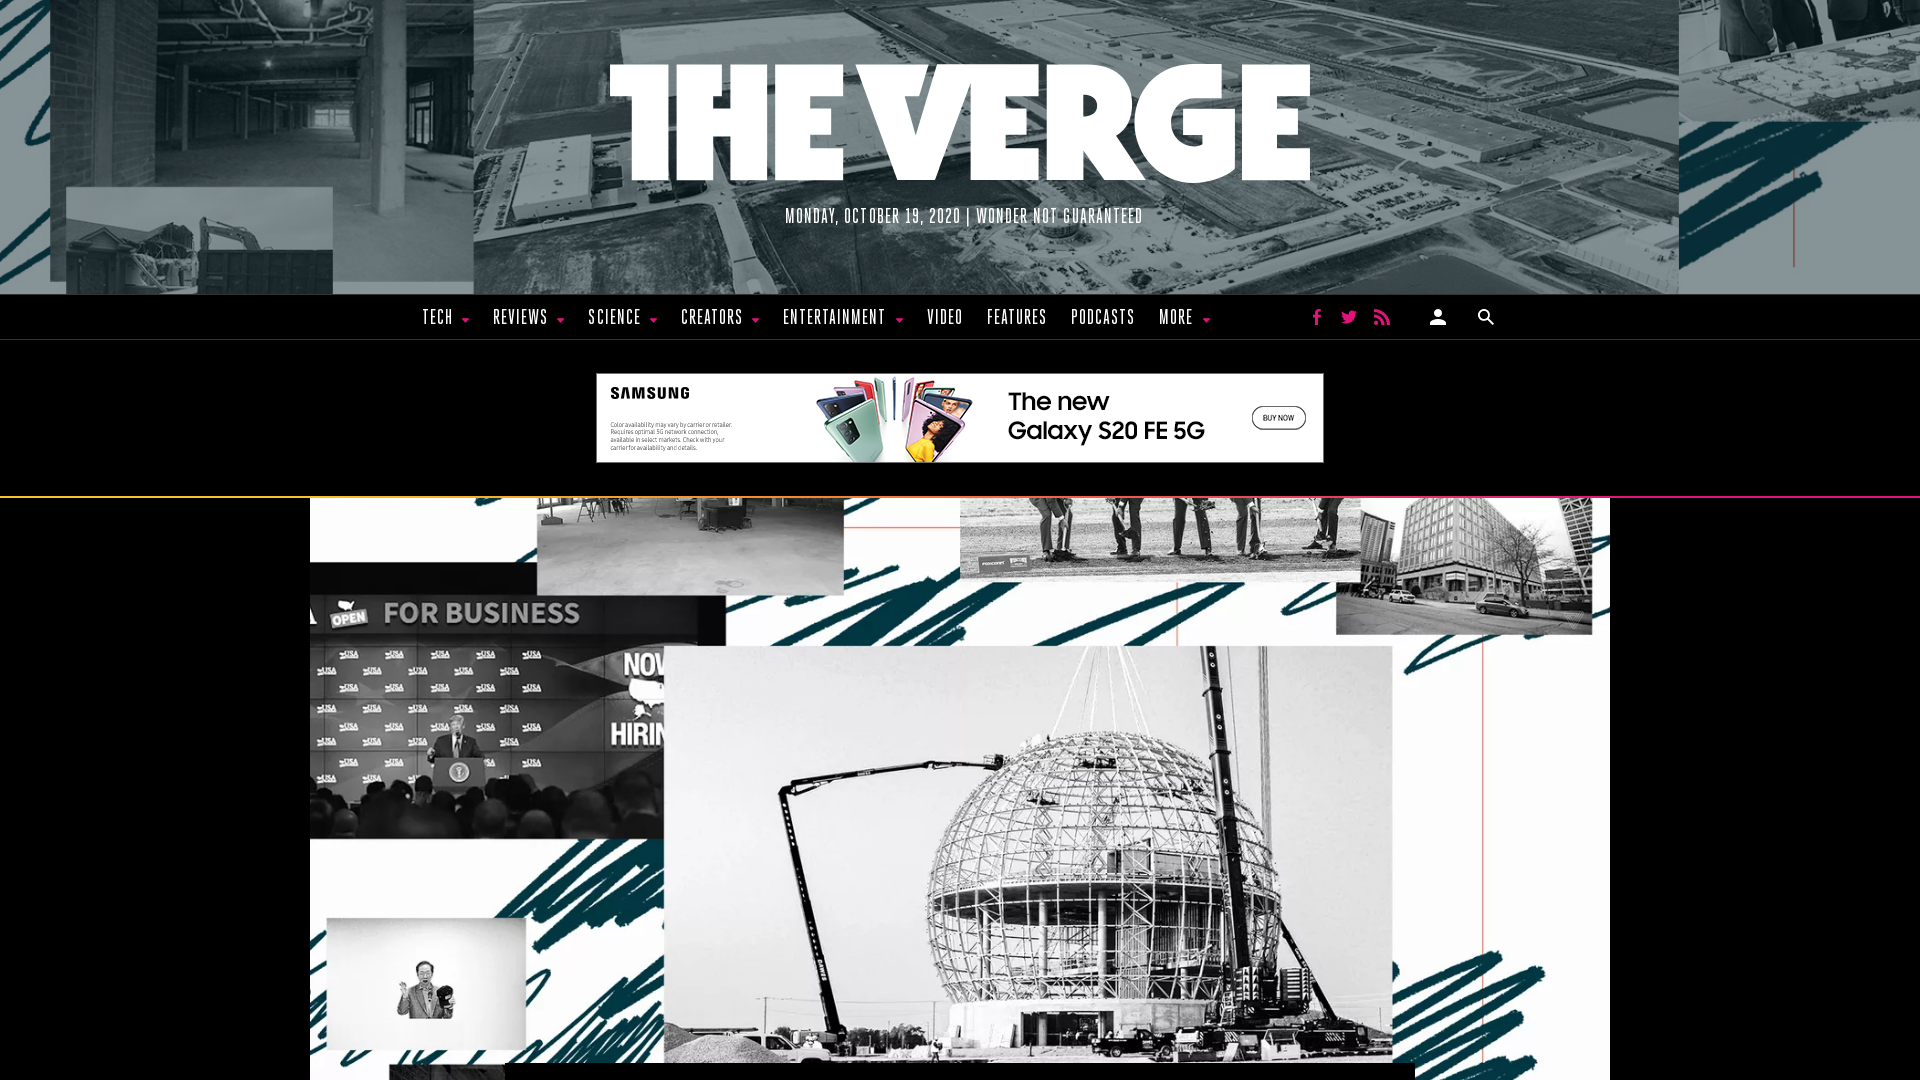 THE VERGE
MONDAY, OCTOBER 19, 2020 | WONDER NOT GUARANTEED
TECH REVIEWS SCIENCE CREATORS ENTERTAINMENT VIDEO FEATURES PODCASTS MORE
SAMSUNG
Color availability may vary by carrier or retailer.
Requires optimal 5G network connection,
available in select markets. Check with your
carrier for availability and details.
The new
Galaxy S20 FE 5G
BUY NOW
OPEN FOR BUSINESS
NOW
HIRIN
USA